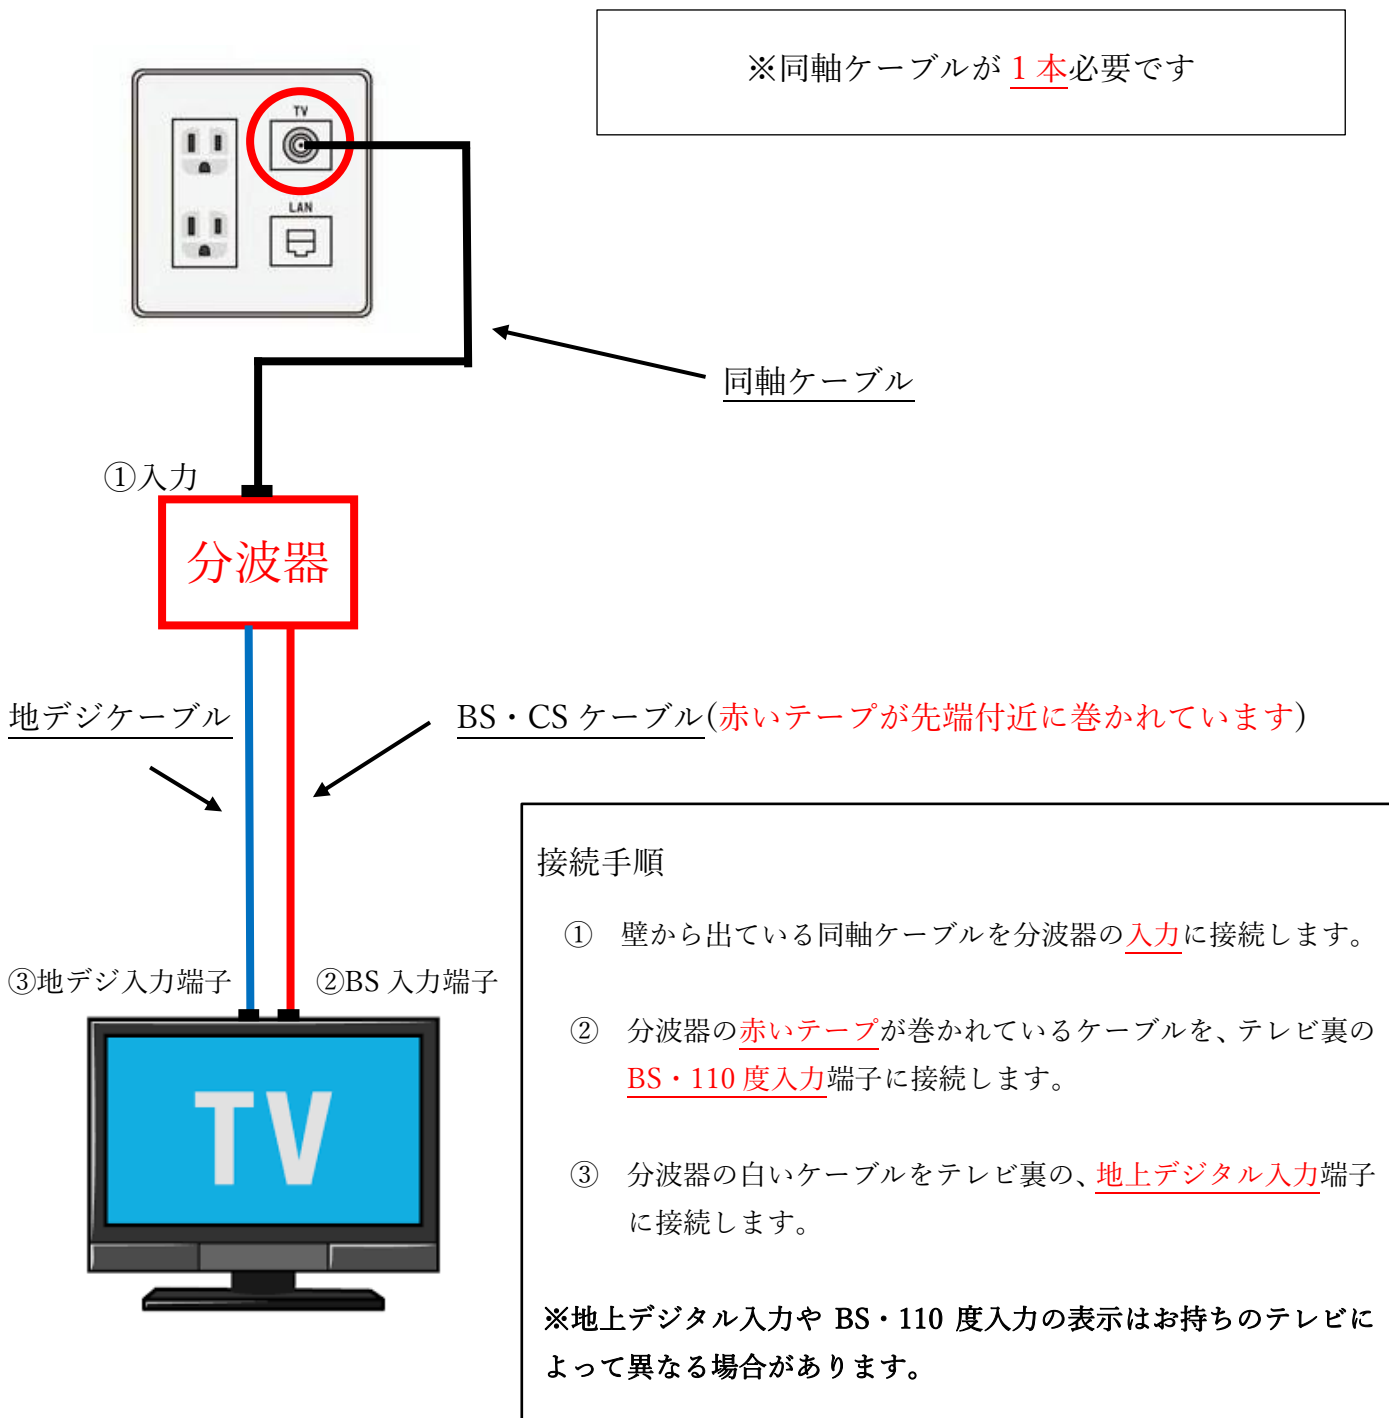 ※同軸ケーブルが 1 本必要です
TV
LAN
同軸ケーブル
①入力
分波器
地デジケーブル
BS・CS ケーブル(赤いテープが先端付近に巻かれています)
③地デジ入力端子
②BS 入力端子
TV
接続手順
① 壁から出ている同軸ケーブルを分波器の入力に接続します。
② 分波器の赤いテープが巻かれているケーブルを、テレビ裏の
BS・110 度入力端子に接続します。
③ 分波器の白いケーブルをテレビ裏の、地上デジタル入力端子
に接続します。
※地上デジタル入力や BS・110 度入力の表示はお持ちのテレビに
よって異なる場合があります。